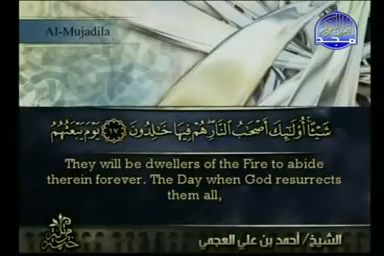 Al-Mujadila
المجد
شَيْـًٔا أُو۟لَـٰٓئِكَ أَصْحَـٰبُ ٱلنَّارِ هُمْ فِيهَا خَـٰلِدُونَ ١٧ يَوْمَ يَبْعَثُهُمُ
They will be dwellers of the Fire to abide
therein forever. The Day when God resurrects
them all,
الشيخ/ أحمد بن علي العجمي